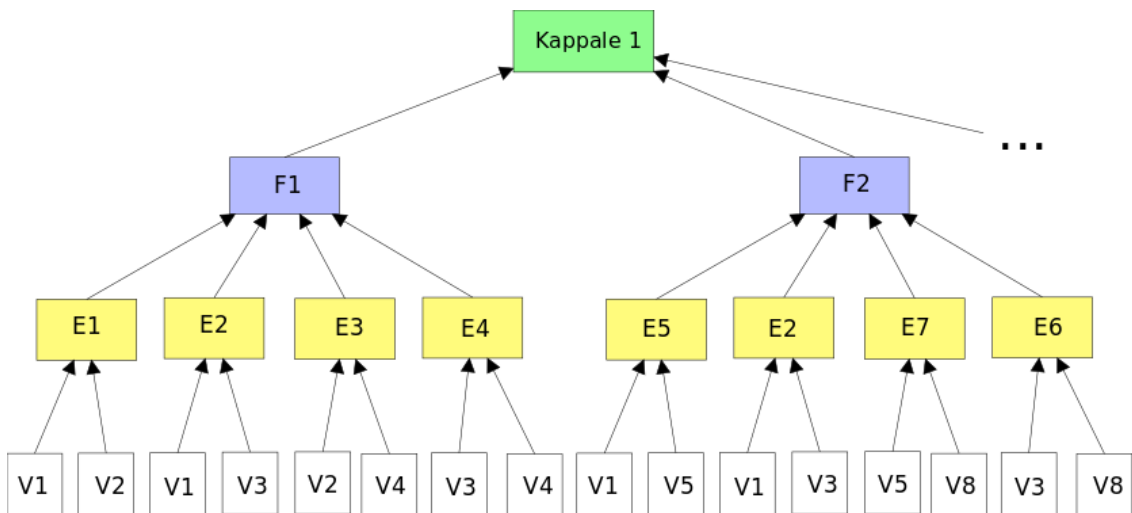 Kappale 1
...
F1 F2
E1 E2 E3 E4 E5 E2 E7 E6
V1 V2 V1 V3 V2 V4 V3 V4 V1 V5 V1 V3 V5 V8 V3 V8